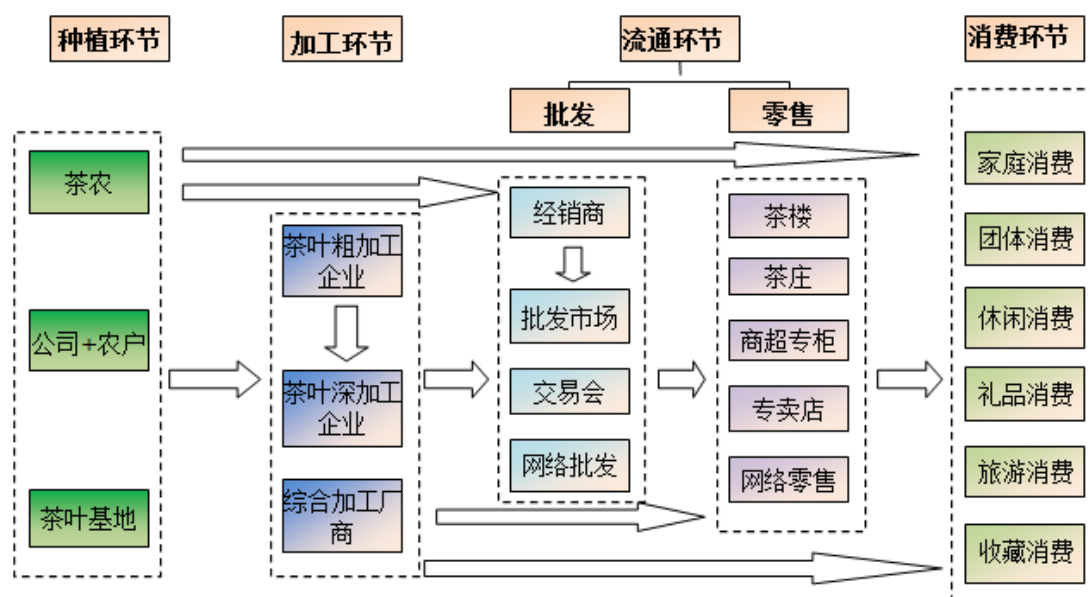 种植环节
加工环节
流通环节
消费环节
批发
零售
茶农
公司+农户
茶叶基地
茶叶粗加工
企业
茶叶深加工
企业
综合加工厂
商
经销商
批发市场
交易会
网络批发
茶楼
茶庄
商超专柜
专卖店
网络零售
家庭消费
团体消费
休闲消费
礼品消费
旅游消费
收藏消费